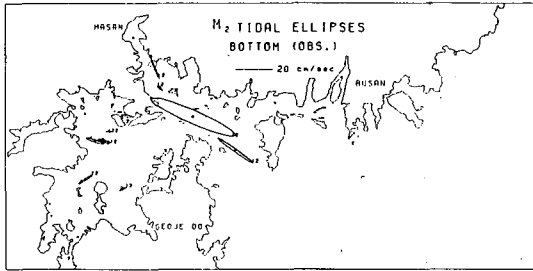 MASAN
M₂ TIDAL ELLIPSES
BOTTOM (OBS.)
20 cm/sec
BUSAN
GEOJE DO